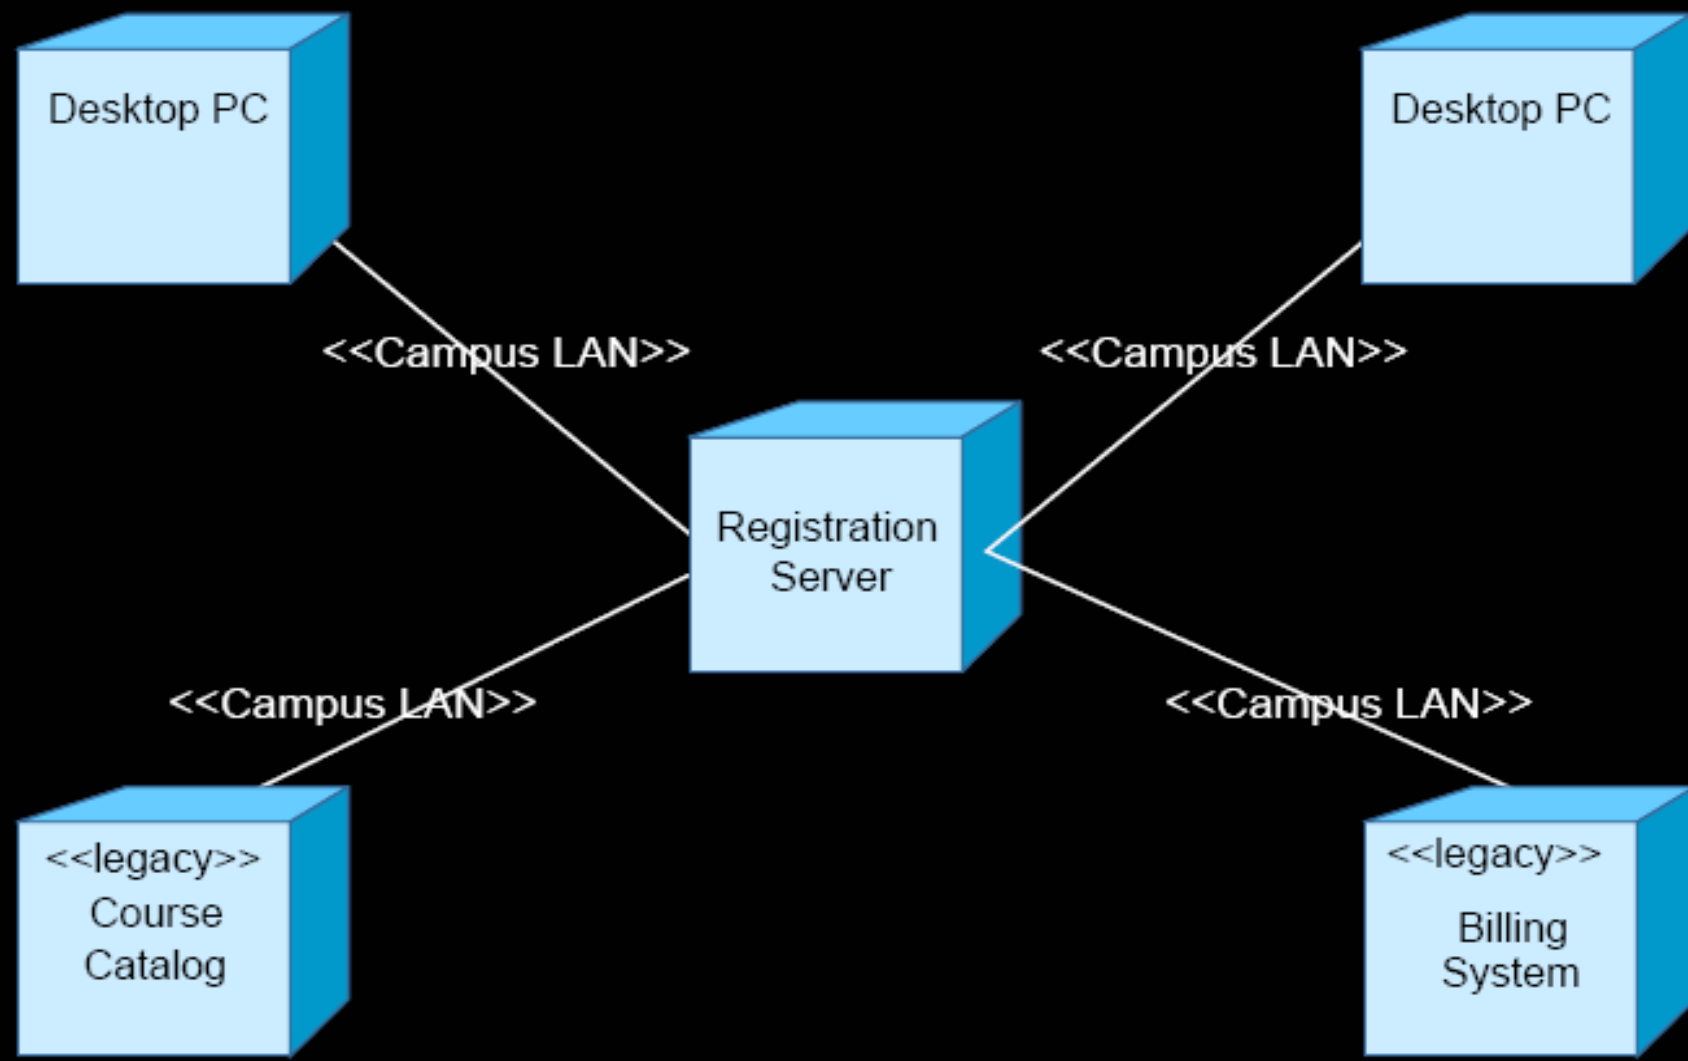 Desktop PC
Desktop PC
<<Campus LAN>>
<<Campus LAN>>
Registration
Server
<<Campus LAN>>
<<Campus LAN>>
<<legacy>>
Course
Catalog
<<legacy>>
Billing
System